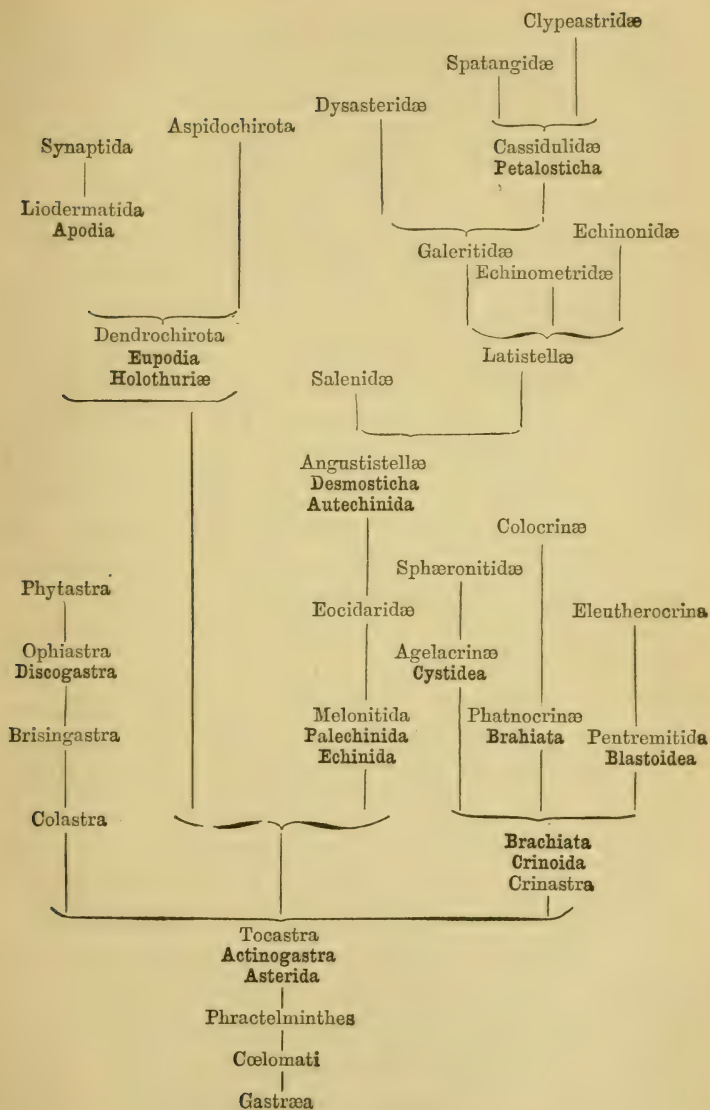 Clypeastridæ
Spatangidæ
Dysasteridæ
Aspidochirota
Synaptida
Cassidulidæ
Petalosticha
Liodermatida
Apodia
Echinonidæ
Galeritidæ
Echinometridæ
Dendrochirota
Eupodia
Holothuriæ
Latistellæ
Salenidæ
Angustistellæ
Desmosticha
Autechinida
Colocrinæ
Sphæronitidæ
Phytastra
Eocidaridæ
Eleutherocrina
Ophiastra
Discogastra
Agelacrinæ
Cystidea
Brisingastra
Melonitida
Palechinida
Echinida
Phatnocrinæ
Brahiata
Pentremitida
Blastoidea
Colastra
Brachiata
Crinoida
Crinastra
Tocastra
Actinogastra
Asterida
Phractelminthes
Cœlomati
Gastræa